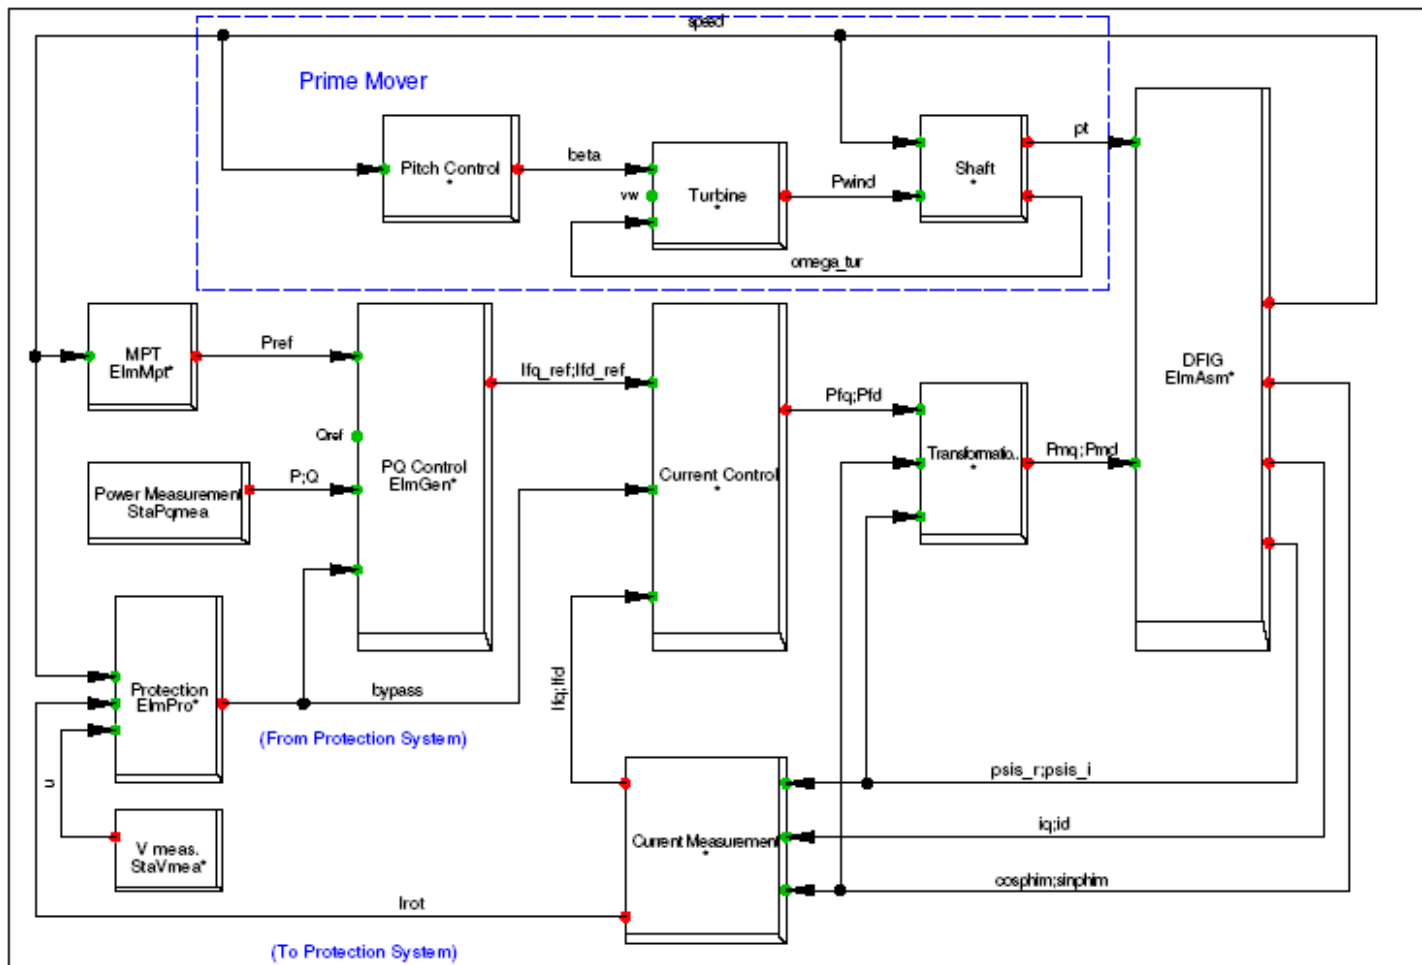 speed
Prime Mover
pt
beta
Pitch Control
*
Shaft
*
Pwind
vw
Turbine
*
omega_tur
MPT
ElmMpt*
Pref
Ifq_ref;Ifd_ref
DFIG
ElmAsm*
Pfq;Pfd
Qref
Transformatio..
*
Pmq;Pmd
PQ Control
ElmGen*
Current Control
*
P;Q
Power Measurement
StaPqmea
Ifq;Ifd
bypass
Protection
ElmPro*
(From Protection System)
u
psis_r;psis_i
iq;id
V meas.
StaVmea*
Current Measurement
*
cosphim;sinphim
Irot
(To Protection System)